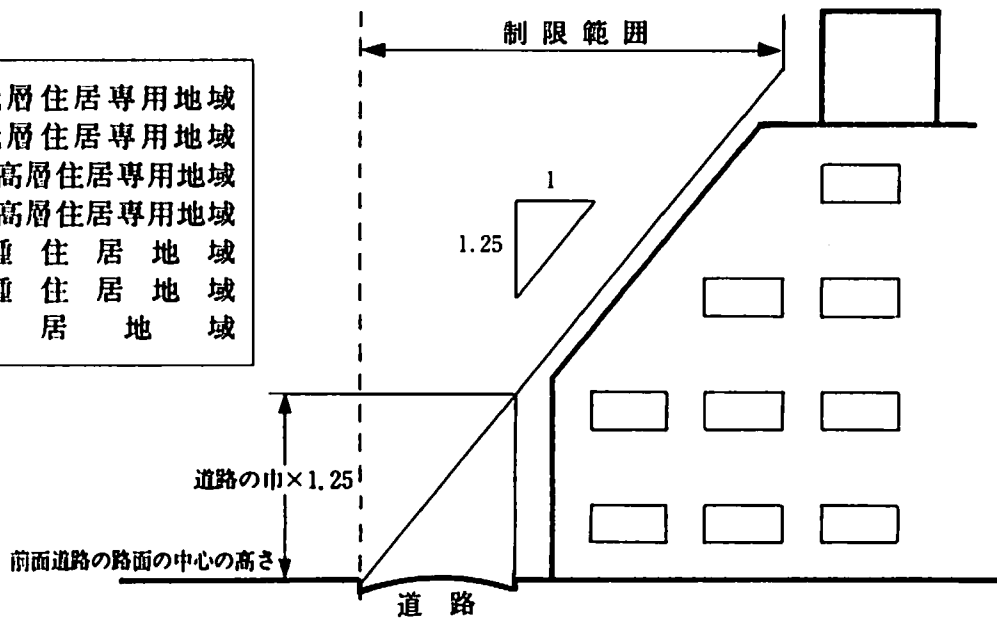 制限範囲
層住居専用地域
層住居専用地域
高層住居専用地域
高層住居専用地域
種住居地域
種住居地域
居地域
1
1.25
道路の巾×1.25
前面道路の路面の中心の高さ
道路